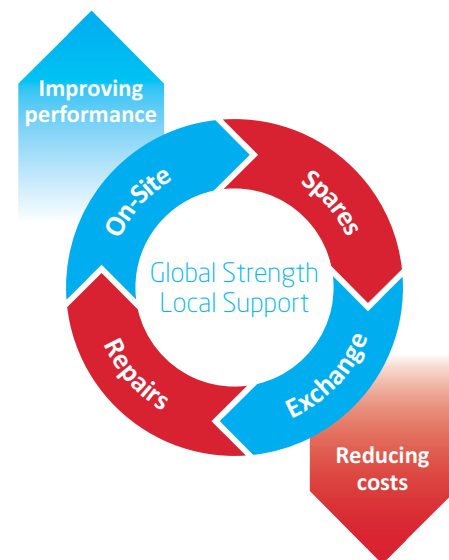 Improving
performance
On-Site
Spares
Global Strength
Local Support
Repairs
Exchange
Reducing
costs